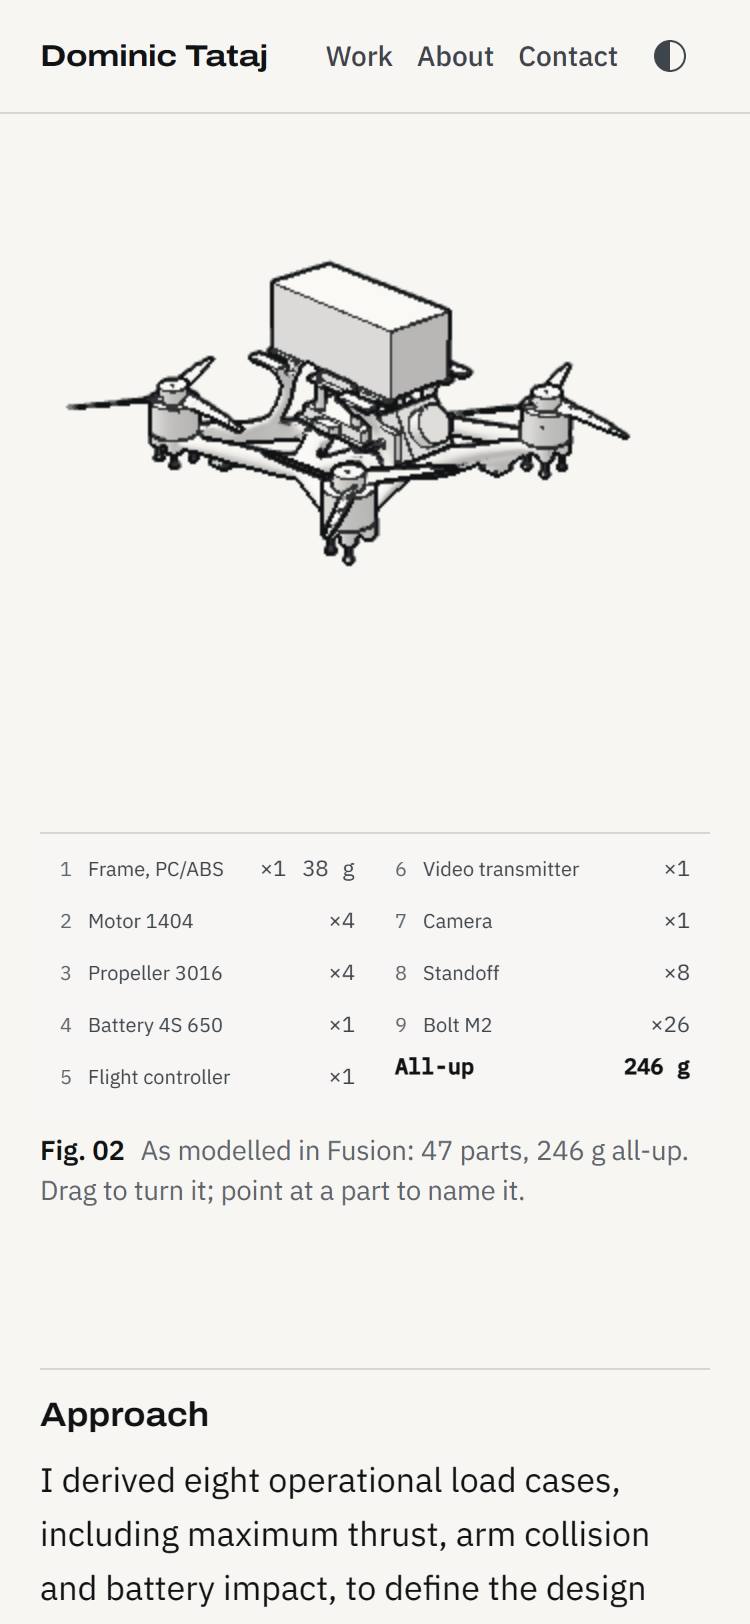 Dominic Tataj Work About Contact
1 Frame, PC/ABS ×1 38 g
2 Motor 1404 ×4
3 Propeller 3016 ×4
4 Battery 4S 650 ×1
5 Flight controller ×1
6 Video transmitter ×1
7 Camera ×1
8 Standoff ×8
9 Bolt M2 ×26
All-up 246 g
Fig. 02 As modelled in Fusion: 47 parts, 246 g all-up.
Drag to turn it; point at a part to name it.
Approach
I derived eight operational load cases,
including maximum thrust, arm collision
and battery impact, to define the design